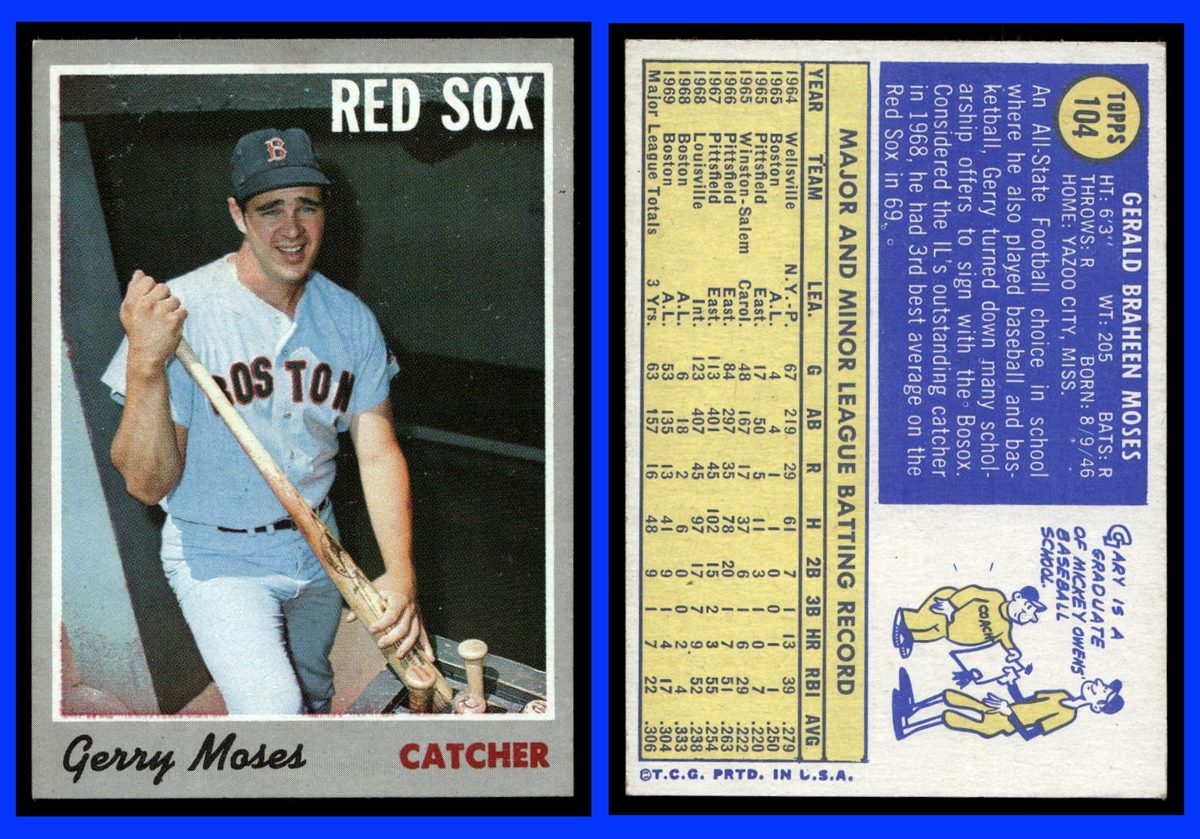 RED SOX
BOSTON
B
Gerry Moses
CATCHER
TOPPS
104
GERALD BRAHEEN MOSES
HT: 6'3" WT: 205 BATS: R
THROWS: R BORN: 8/9/46
HOME: YAZOO CITY, MISS.
An All-State Football choice in school
where he also played baseball and bas-
ketball, Gerry turned down many schol-
arship offers to sign with the Bosox.
Considered the IL's outstanding catcher
in 1968, he had 3rd best average on the
Red Sox in 69.
GARY IS A
GRADUATE
OF MICKEY OWENS'
BASEBALL
SCHOOL.
COACH
MAJOR AND MINOR LEAGUE BATTING RECORD
YEAR TEAM LEA. G AB R H 2B 3B HR RBI AVG
1964 Wellsville N.Y.-P. 67 219 29 61 7 1 13 39 .279
1965 Boston A.L. 4 4 1 1 0 0 1 1 .250
1965 Pittsfield East. 17 50 5 11 3 1 0 7 .220
1965 Winston-Salem Carol. 48 167 17 37 6 1 6 29 .222
1966 Pittsfield East. 84 297 35 78 20 1 7 51 .263
1967 Pittsfield East. 113 401 45 102 15 2 3 55 .254
1968 Louisville Int. 123 407 45 97 17 7 9 52 .238
1968 Boston A.L. 6 18 2 6 0 0 2 4 .333
1969 Boston A.L. 53 135 13 41 9 1 4 17 .304
Major League Totals 3 Yrs. 63 157 16 48 9 1 7 22 .306
©T.C.G. PRTD. IN U.S.A.